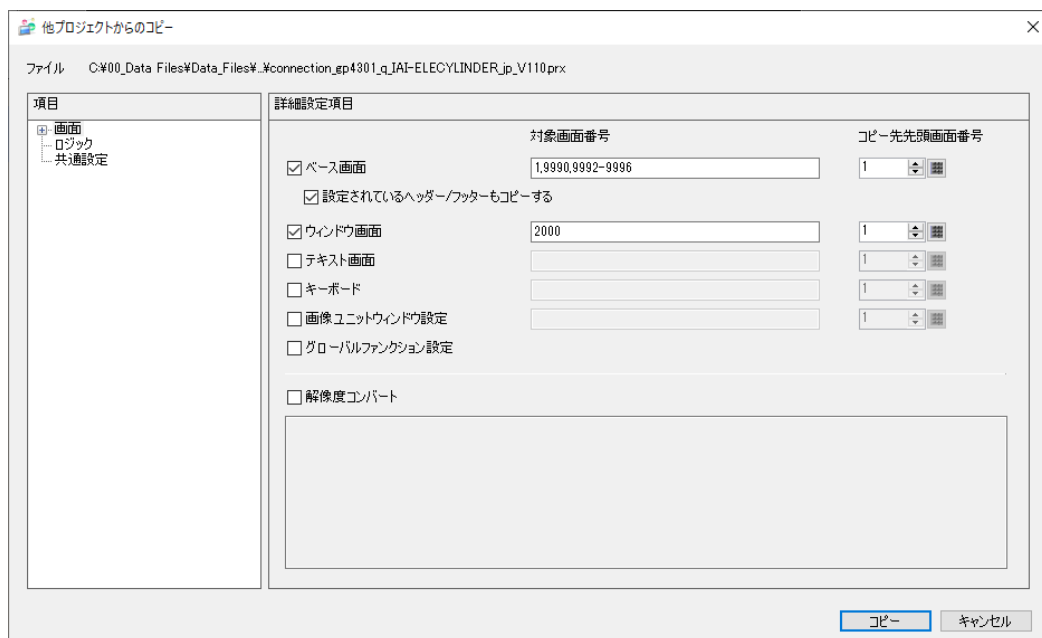 他プロジェクトからのコピー
ファイル C:¥00_Data Files¥Data_Files¥..¥connection_gp4301_q_IAI-ELECYLINDER_jp_V110.prx
項目
画面
ロジック
共通設定
詳細設定項目
対象画面番号 コピー先先頭画面番号
ベース画面 1,9990,9992-9996 1
設定されているヘッダー/フッターもコピーする
ウィンドウ画面 2000 1
テキスト画面 1
キーボード 1
画像ユニットウィンドウ設定 1
グローバルファンクション設定
解像度コンバート
コピー キャンセル